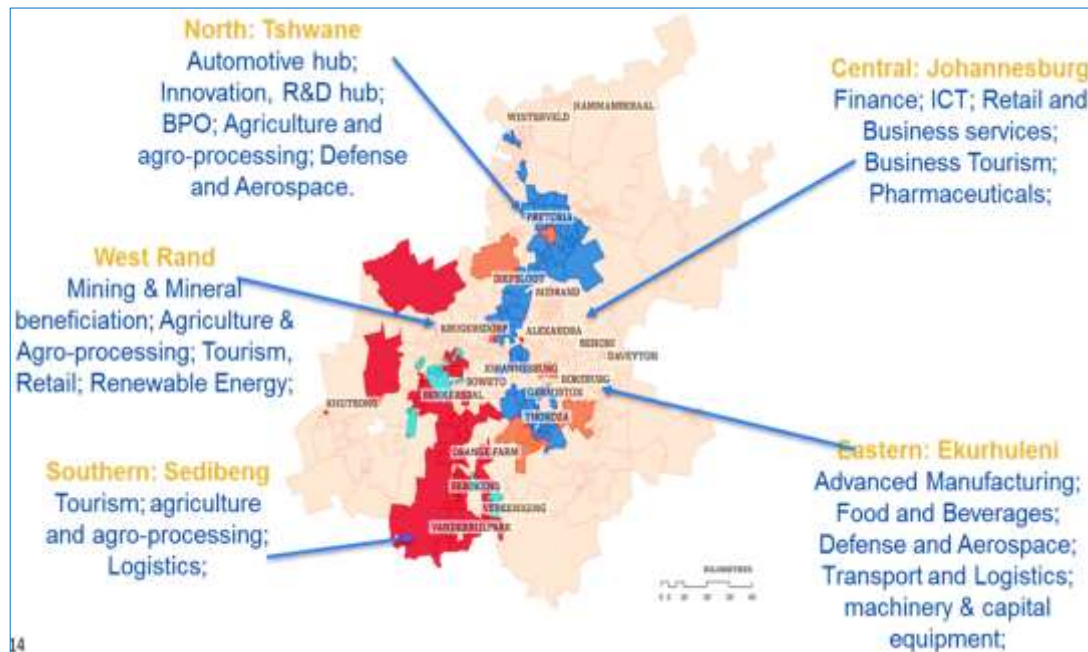 North: Tshwane
Automotive hub;
Innovation, R&D hub;
BPO; Agriculture and
agro-processing; Defense
and Aerospace.
Central: Johannesburg
Finance; ICT; Retail and
Business services;
Business Tourism;
Pharmaceuticals;
West Rand
Mining & Mineral
beneficiation; Agriculture &
Agro-processing; Tourism,
Retail; Renewable Energy;
Southern: Sedibeng
Tourism; agriculture
and agro-processing;
Logistics;
Eastern: Ekurhuleni
Advanced Manufacturing;
Food and Beverages;
Defense and Aerospace;
Transport and Logistics;
machinery & capital
equipment;
HAMMANSKRAAL
WINTERVELD
PRETORIA
DIEPSLOOT
MIDRAND
KRUGERSDORP
ALEXANDRA
BENONI
DAVEYTON
JOHANNESBURG
SOWETO
BOKSBURG
BEKKERSDAL
GERMISTON
KHUTSONG
THOKOZA
ORANGE FARM
SEBOKENG
VEREENIGING
VANDERBIJLPARK
KILOMETRES
14